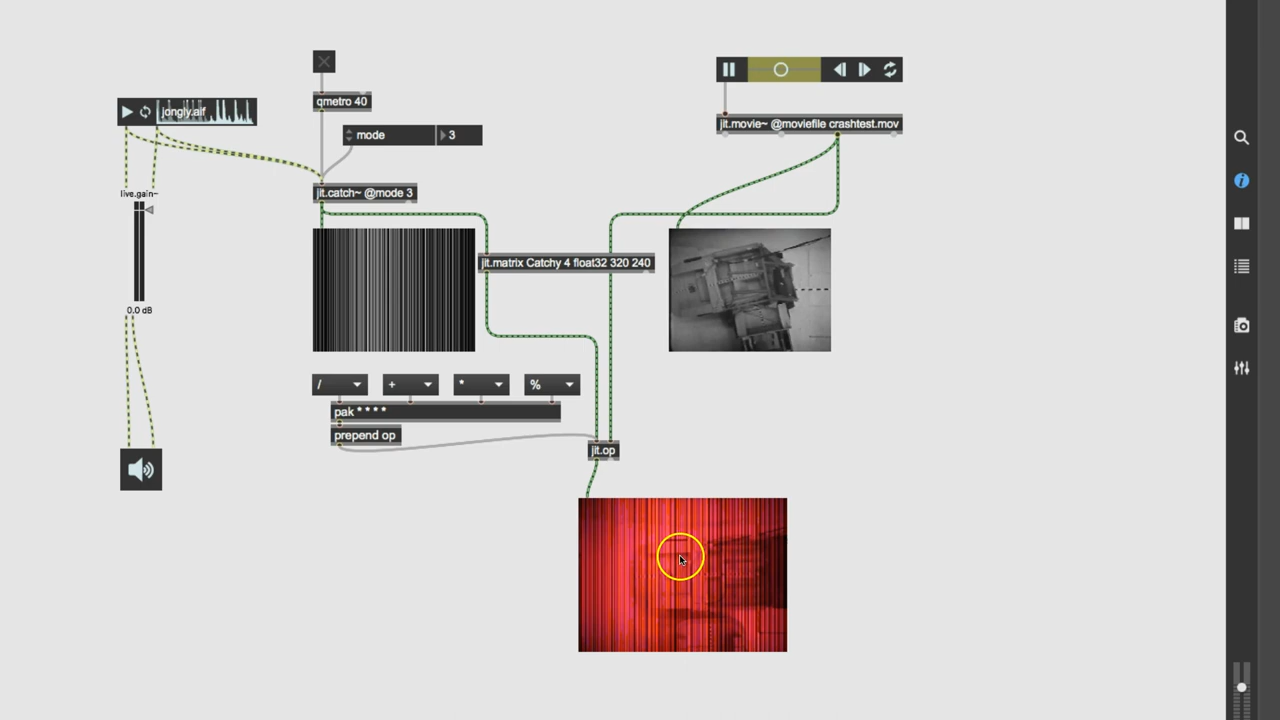 jongly.aif
live.gain~
0.0 dB
qmetro 40
mode 3
jit.catch~ @mode 3
jit.matrix Catchy 4 float32 320 240
jit.movie~ @moviefile crashtest.mov
/ + * %
pak * * * *
prepend op
jit.op